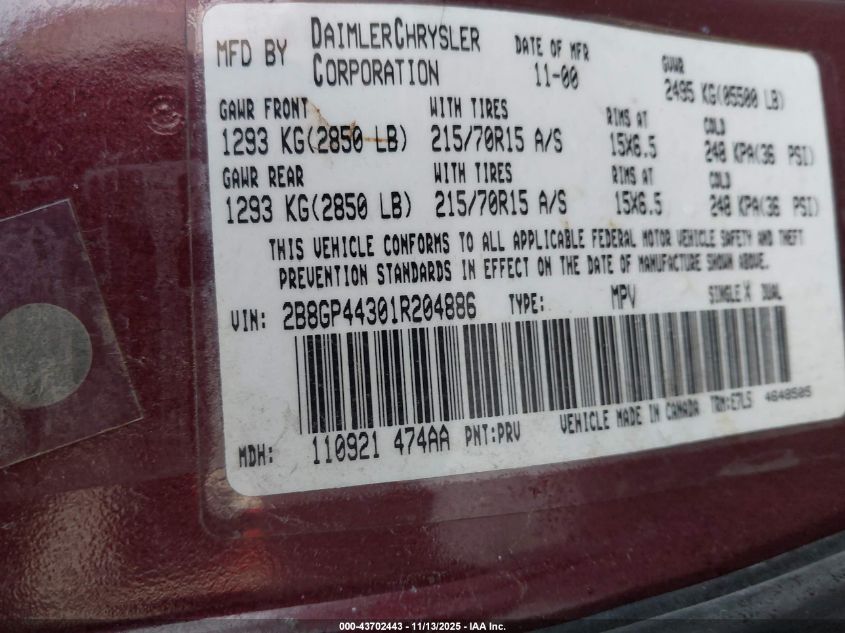 MFD BY DAIMLERCHRYSLER CORPORATION DATE OF MFR 11-00 GVWR 2495 KG(05500 LB)
GAWR FRONT WITH TIRES RIMS AT COLD
1293 KG(2850 LB) 215/70R15 A/S 15X6.5 248 KPA(36 PSI)
GAWR REAR WITH TIRES RIMS AT COLD
1293 KG(2850 LB) 215/70R15 A/S 15X6.5 248 KPA(36 PSI)
THIS VEHICLE CONFORMS TO ALL APPLICABLE FEDERAL MOTOR VEHICLE SAFETY AND THEFT
PREVENTION STANDARDS IN EFFECT ON THE DATE OF MANUFACTURE SHOWN ABOVE.
VIN: 2B8GP44301R204886 TYPE: MPV SINGLE X DUAL
MDH: 110921 474AA PNT:PRV VEHICLE MADE IN CANADA TRM:E7LS 4648505
000-43702443 - 11/13/2025 - IAA Inc.